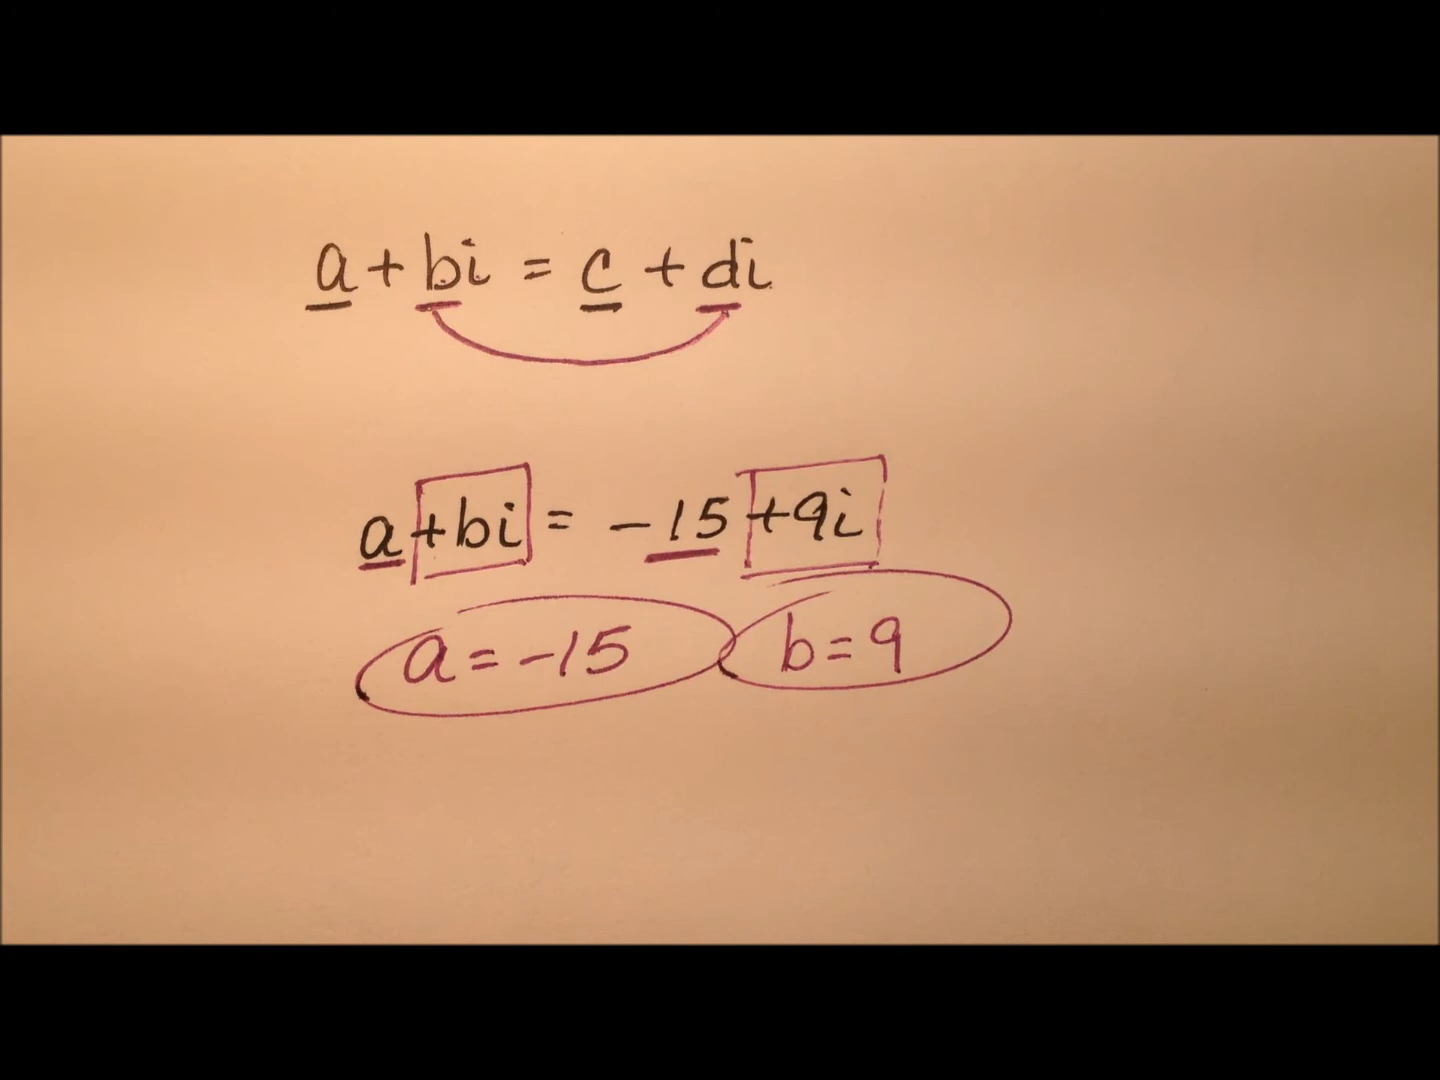 a + bi = c + di
a + bi = -15 + 9i
a = -15 b = 9